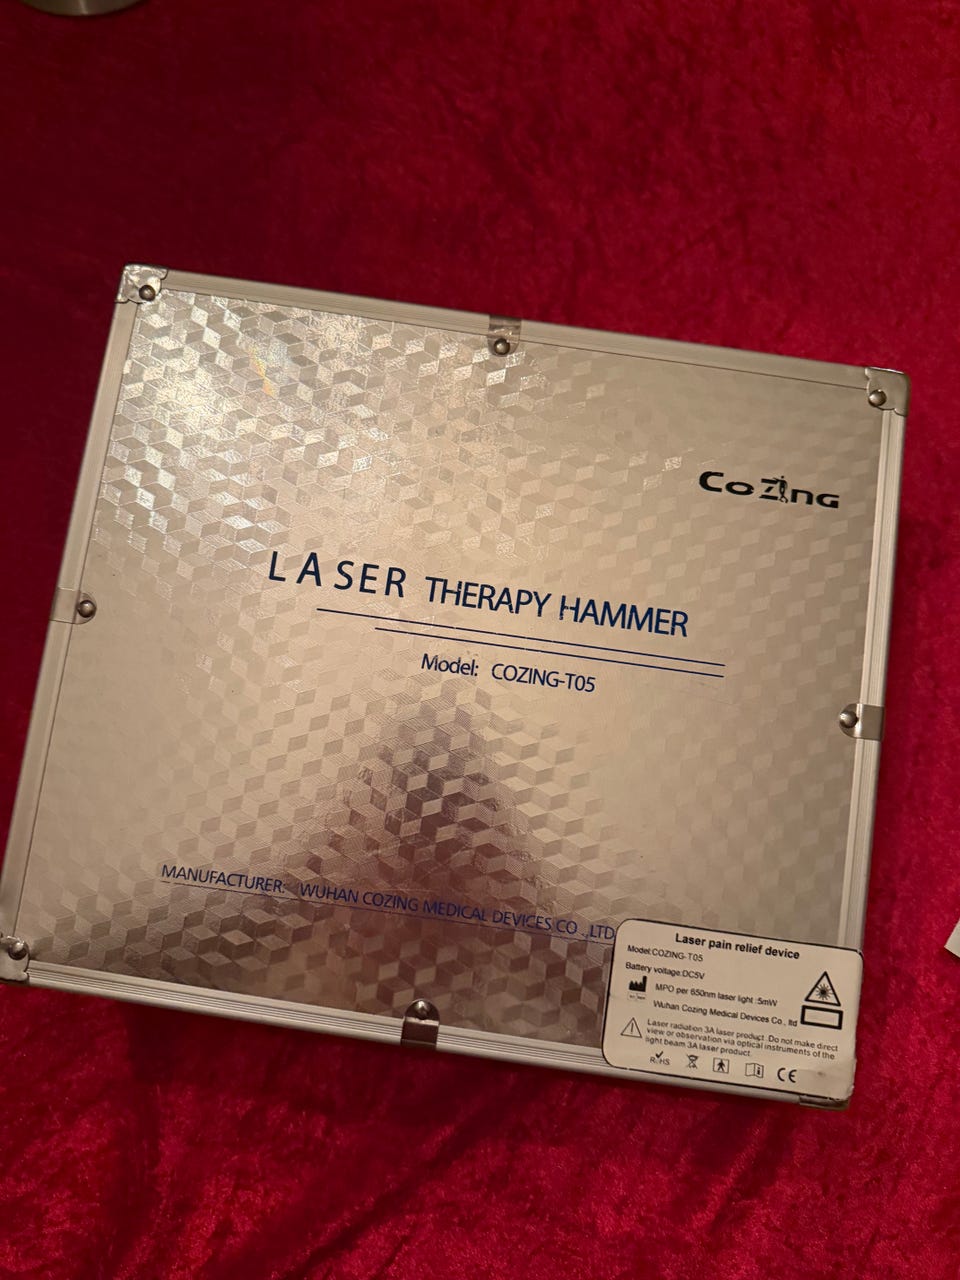 Cozing
LASER THERAPY HAMMER
Model: COZING-T05
MANUFACTURER: WUHAN COZING MEDICAL DEVICES CO .,LTD
Laser pain relief device
Model:COZING-T05
Battery voltage:DC5V
MPO per 650nm laser light :5mW
Wuhan Cozing Medical Devices Co., ltd
Laser radiation 3A laser product. Do not make direct
view or observation via optical instruments of the
light beam 3A laser product.
RoHS
CE